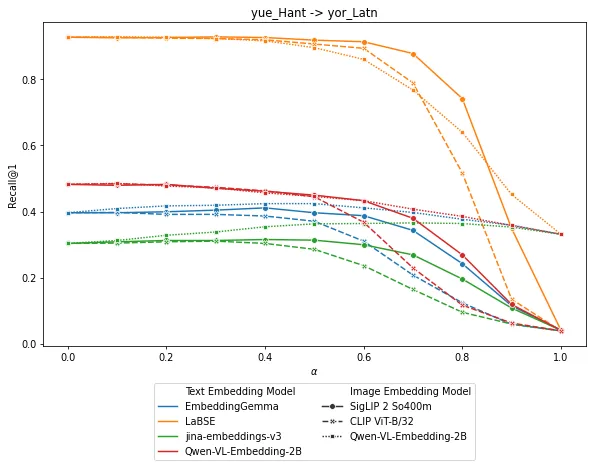 yue_Hant -> yor_Latn
Recall@1
0.8
0.6
0.4
0.2
0.0
0.0 0.2 0.4 0.6 0.8 1.0
α
Text Embedding Model
EmbeddingGemma
LaBSE
jina-embeddings-v3
Qwen-VL-Embedding-2B
Image Embedding Model
SigLIP 2 So400m
CLIP ViT-B/32
Qwen-VL-Embedding-2B